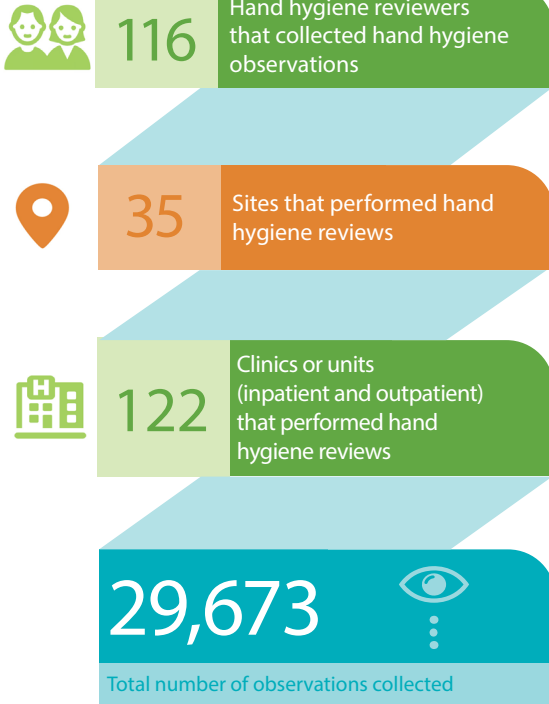 116
Hand hygiene reviewers
that collected hand hygiene
observations
35
Sites that performed hand
hygiene reviews
H
122
Clinics or units
(inpatient and outpatient)
that performed hand
hygiene reviews
29,673
Total number of observations collected